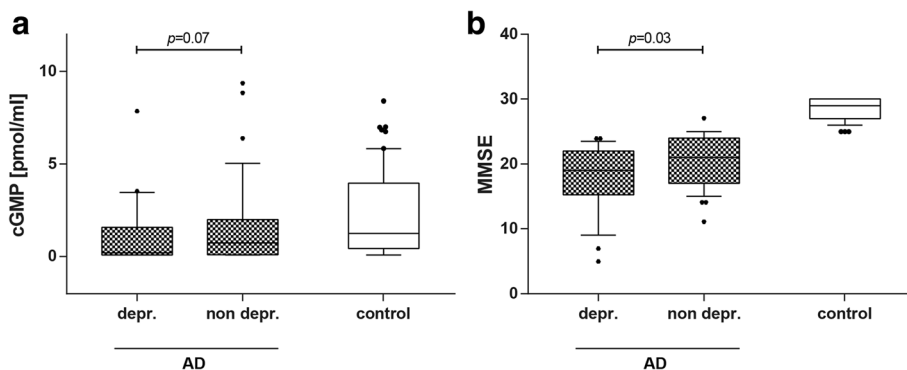 a
p=0.07
10
5
0
cGMP [pmol/ml]
depr.
non depr.
control
AD
b
p=0.03
40
30
20
10
0
MMSE
depr.
non depr.
control
AD